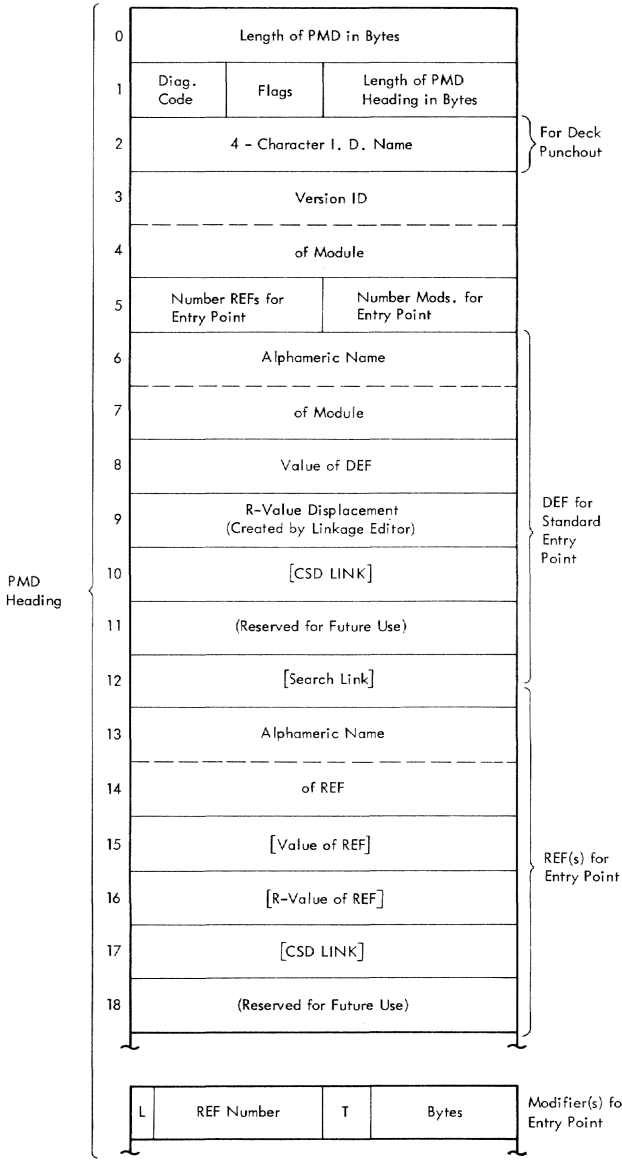 0 Length of PMD in Bytes
1 Diag. Code Flags Length of PMD Heading in Bytes
2 4 - Character I. D. Name
For Deck Punchout
3 Version ID
4 of Module
5 Number REFs for Entry Point Number Mods. for Entry Point
6 Alphameric Name
7 of Module
8 Value of DEF
9 R-Value Displacement
(Created by Linkage Editor)
DEF for
Standard
Entry
Point
10 [CSD LINK]
PMD
Heading
11 (Reserved for Future Use)
12 [Search Link]
13 Alphameric Name
14 of REF
15 [Value of REF]
REF(s) for
Entry Point
16 [R-Value of REF]
17 [CSD LINK]
18 (Reserved for Future Use)
L REF Number T Bytes
Modifier(s) fo
Entry Point